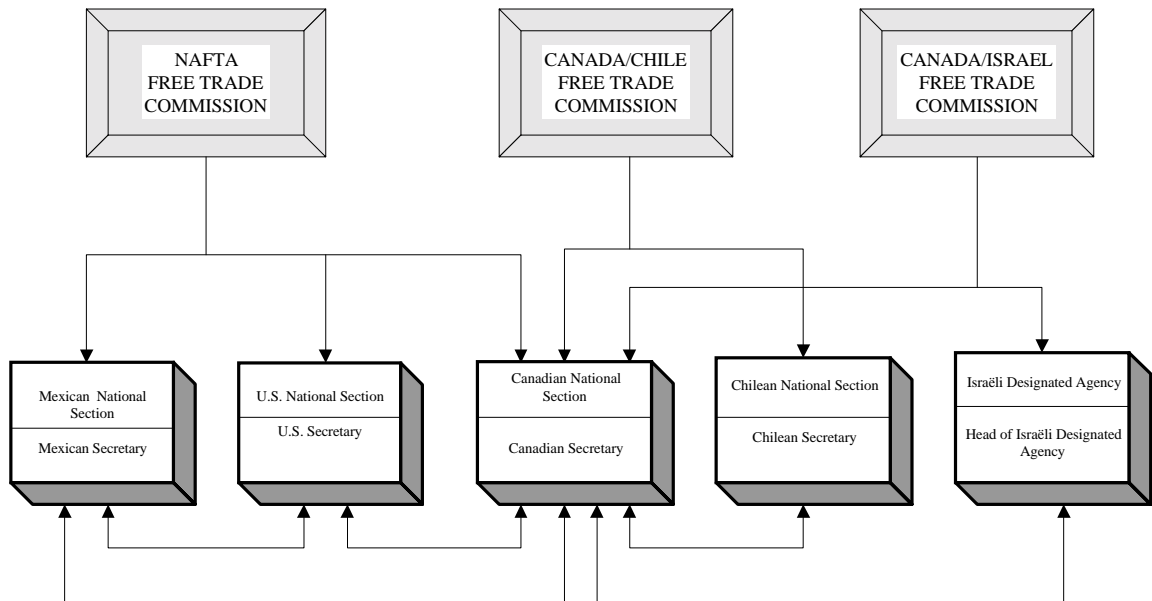 NAFTA
FREE TRADE
COMMISSION
CANADA/CHILE
FREE TRADE
COMMISSION
CANADA/ISRAEL
FREE TRADE
COMMISSION
Mexican National
Section
Mexican Secretary
U.S. National Section
U.S. Secretary
Canadian National
Section
Canadian Secretary
Chilean National Section
Chilean Secretary
Israëli Designated Agency
Head of Israëli Designated
Agency